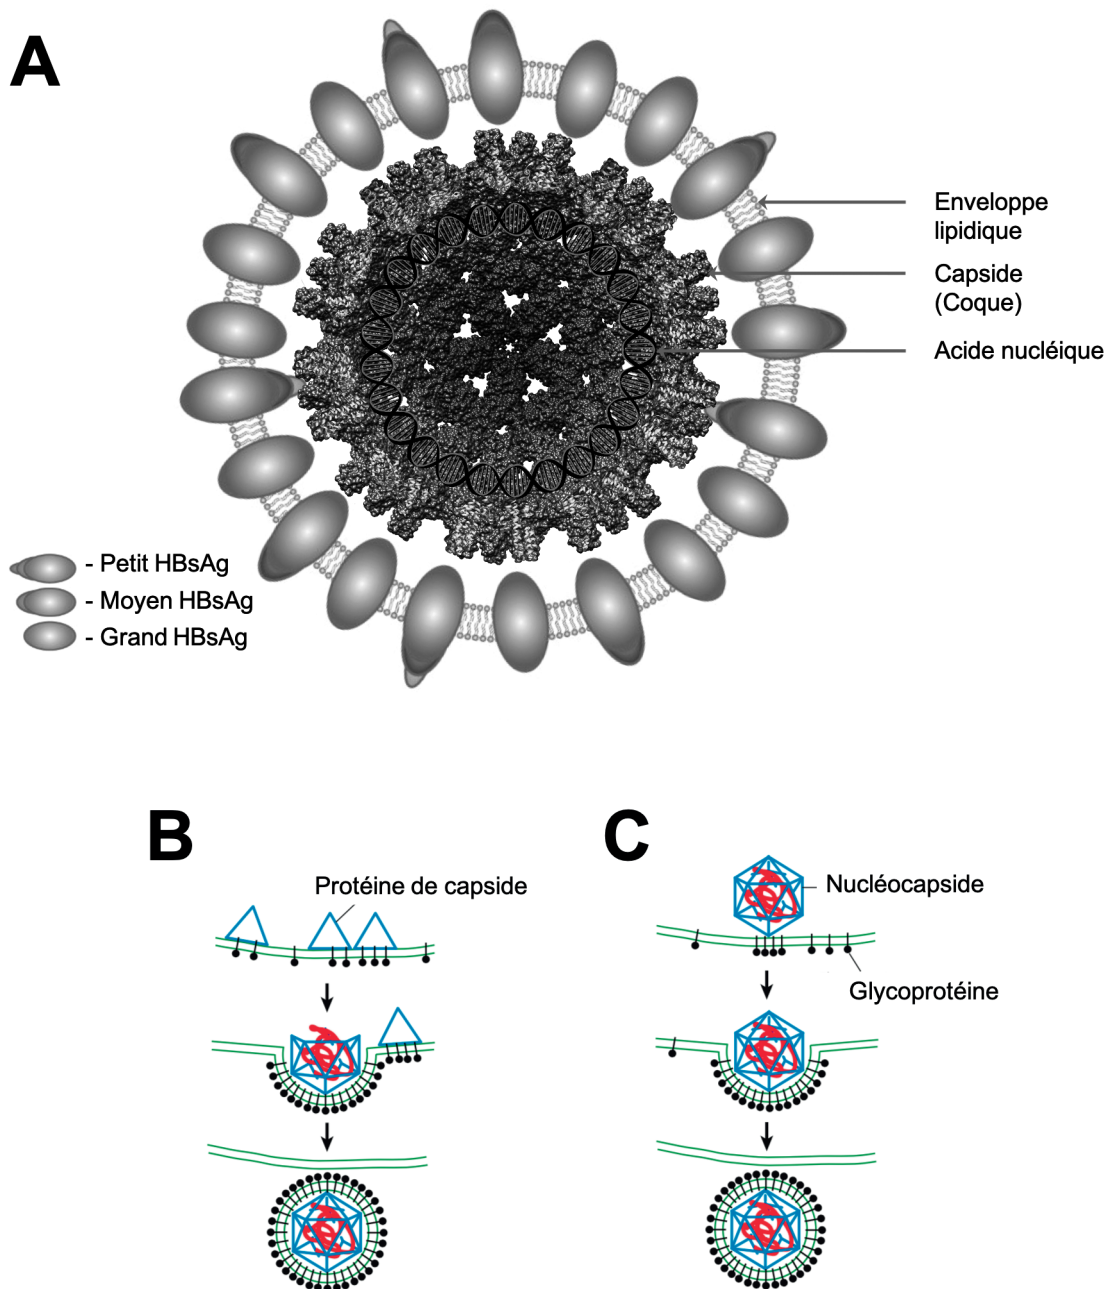 A
Enveloppe
lipidique
Capside
(Coque)
Acide nucléique
- Petit HBsAg
- Moyen HBsAg
- Grand HBsAg
B
Protéine de capside
C
Nucléocapside
Glycoprotéine